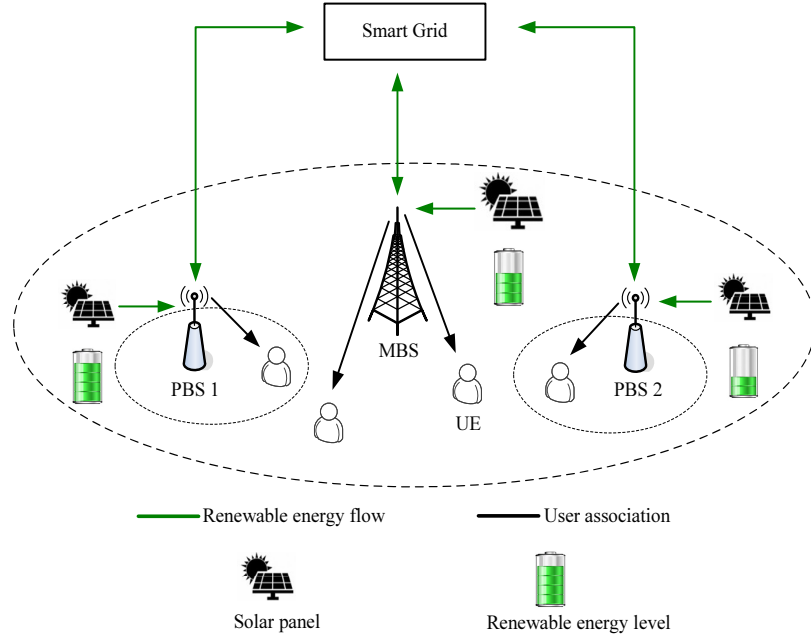 Smart Grid
MBS
PBS 1
PBS 2
UE
Renewable energy flow
User association
Solar panel
Renewable energy level